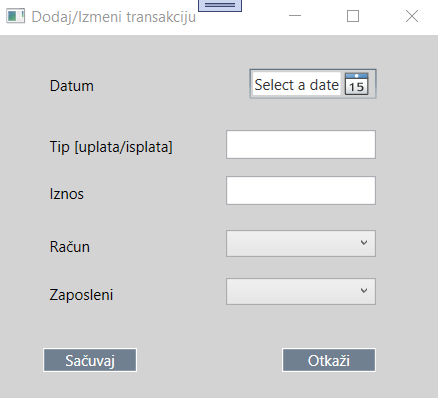 Dodaj/Izmeni transakciju
Datum
Select a date
15
Tip [uplata/isplata]
Iznos
Račun
Zaposleni
Sačuvaj
Otkaži